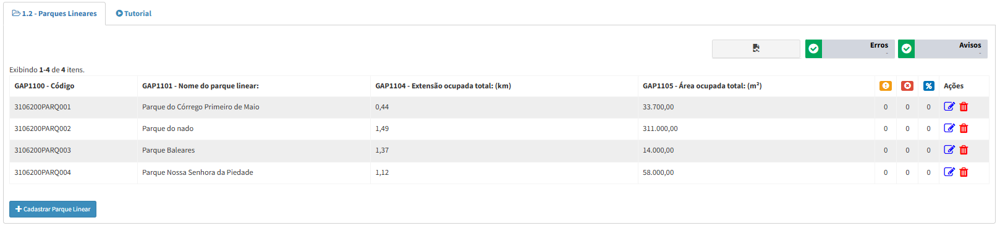 1.2 - Parques Lineares Tutorial
Erros Avisos
- -
Exibindo 1-4 de 4 itens.
GAP1100 - Código GAP1101 - Nome do parque linear: GAP1104 - Extensão ocupada total: (km) GAP1105 - Área ocupada total: (m²) Ações
3106200PARQ001 Parque do Córrego Primeiro de Maio 0,44 33.700,00 0 0 0
3106200PARQ002 Parque do nado 1,49 311.000,00 0 0 0
3106200PARQ003 Parque Baleares 1,37 14.000,00 0 0 0
3106200PARQ004 Parque Nossa Senhora da Piedade 1,12 58.000,00 0 0 0
Cadastrar Parque Linear